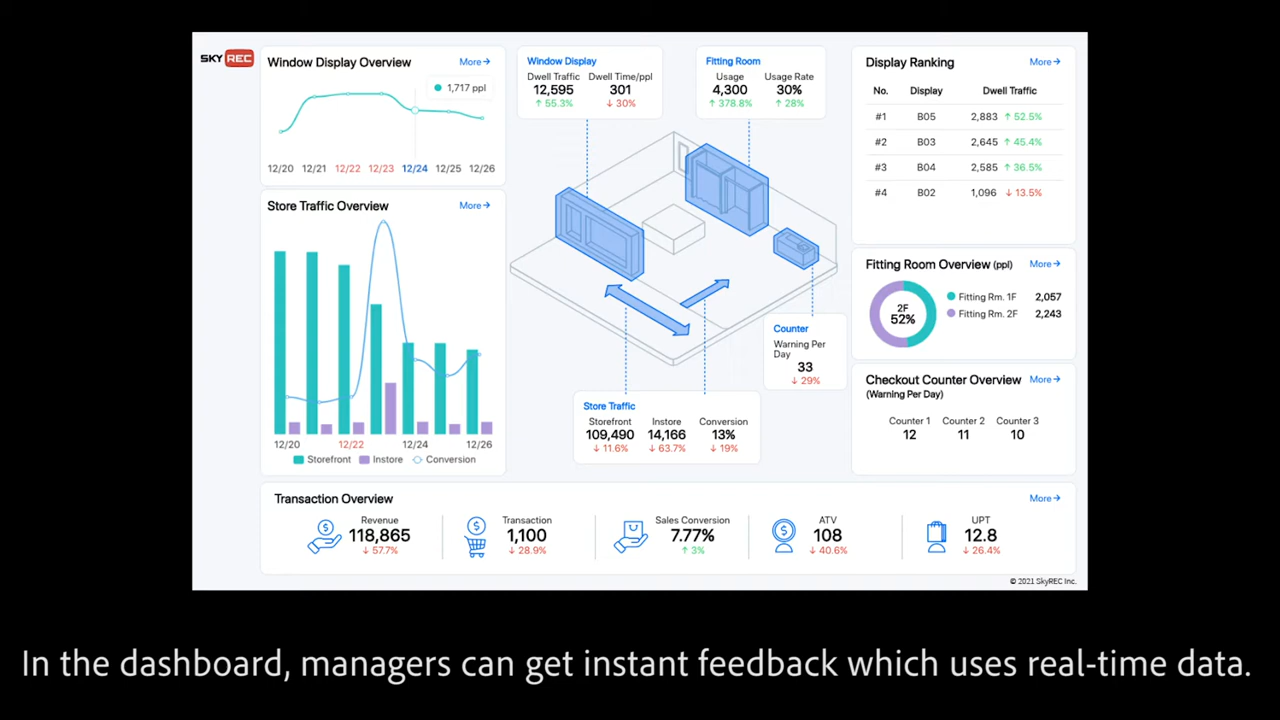 SKY REC
Window Display Overview
More →
1,717 ppl
12/20 12/21 12/22 12/23 12/24 12/25 12/26
Store Traffic Overview
More →
12/20 12/22 12/24 12/26
Storefront Instore Conversion
Window Display
Dwell Traffic Dwell Time/ppl
12,595 301
↑ 55.3% ↓ 30%
Fitting Room
Usage Usage Rate
4,300 30%
↑ 378.8% ↑ 28%
Counter
Warning Per
Day
33
↓ 29%
Store Traffic
Storefront Instore Conversion
109,490 14,166 13%
↓ 11.6% ↓ 63.7% ↓ 19%
Display Ranking
More →
No. Display Dwell Traffic
#1 B05 2,883 ↑ 52.5%
#2 B03 2,645 ↑ 45.4%
#3 B04 2,585 ↑ 36.5%
#4 B02 1,096 ↓ 13.5%
Fitting Room Overview (ppl)
More →
2F
52%
Fitting Rm. 1F 2,057
Fitting Rm. 2F 2,243
Checkout Counter Overview
More →
(Warning Per Day)
Counter 1 Counter 2 Counter 3
12 11 10
Transaction Overview
More →
Revenue Transaction Sales Conversion ATV UPT
118,865 1,100 7.77% 108 12.8
↓ 57.7% ↓ 28.9% ↑ 3% ↓ 40.6% ↓ 26.4%
© 2021 SkyREC Inc.
In the dashboard, managers can get instant feedback which uses real-time data.